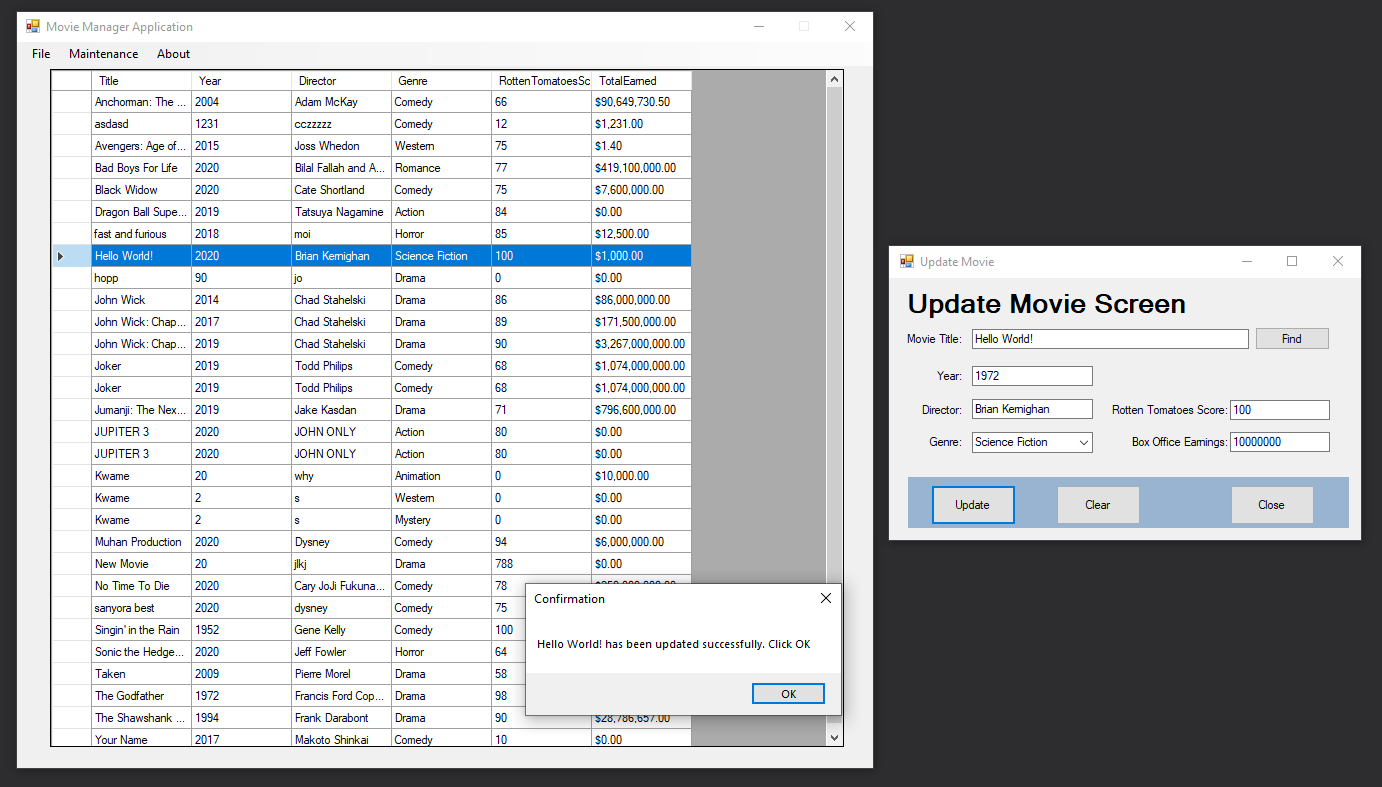 Movie Manager Application
File Maintenance About
Title Year Director Genre RottenTomatoesSc TotalEarned
Anchorman: The ... 2004 Adam McKay Comedy 66 $90,649,730.50
asdasd 1231 cczzzzz Comedy 12 $1,231.00
Avengers: Age of... 2015 Joss Whedon Western 75 $1.40
Bad Boys For Life 2020 Bilal Fallah and A... Romance 77 $419,100,000.00
Black Widow 2020 Cate Shortland Comedy 75 $7,600,000.00
Dragon Ball Supe... 2019 Tatsuya Nagamine Action 84 $0.00
fast and furious 2018 moi Horror 85 $12,500.00
Hello World! 2020 Brian Kernighan Science Fiction 100 $1,000.00
hopp 90 jo Drama 0 $0.00
John Wick 2014 Chad Stahelski Drama 86 $86,000,000.00
John Wick: Chap... 2017 Chad Stahelski Drama 89 $171,500,000.00
John Wick: Chap... 2019 Chad Stahelski Drama 90 $3,267,000,000.00
Joker 2019 Todd Philips Comedy 68 $1,074,000,000.00
Joker 2019 Todd Philips Comedy 68 $1,074,000,000.00
Jumanji: The Nex... 2019 Jake Kasdan Drama 71 $796,600,000.00
JUPITER 3 2020 JOHN ONLY Action 80 $0.00
JUPITER 3 2020 JOHN ONLY Action 80 $0.00
Kwame 20 why Animation 0 $10,000.00
Kwame 2 s Western 0 $0.00
Kwame 2 s Mystery 0 $0.00
Muhan Production 2020 Dysney Comedy 94 $6,000,000.00
New Movie 20 jlkj Drama 788 $0.00
No Time To Die 2020 Cary JoJi Fukuna... Comedy 78
sanyora best 2020 dysney Comedy 75
Singin' in the Rain 1952 Gene Kelly Comedy 100
Sonic the Hedge... 2020 Jeff Fowler Horror 64
Taken 2009 Pierre Morel Drama 58
The Godfather 1972 Francis Ford Cop... Drama 98
The Shawshank ... 1994 Frank Darabont Drama 90 $28,786,657.00
Your Name 2017 Makoto Shinkai Comedy 10 $0.00
Confirmation
Hello World! has been updated successfully. Click OK
OK
Update Movie
Update Movie Screen
Movie Title: Hello World! Find
Year: 1972
Director: Brian Kernighan Rotten Tomatoes Score: 100
Genre: Science Fiction Box Office Earnings: 10000000
Update Clear Close